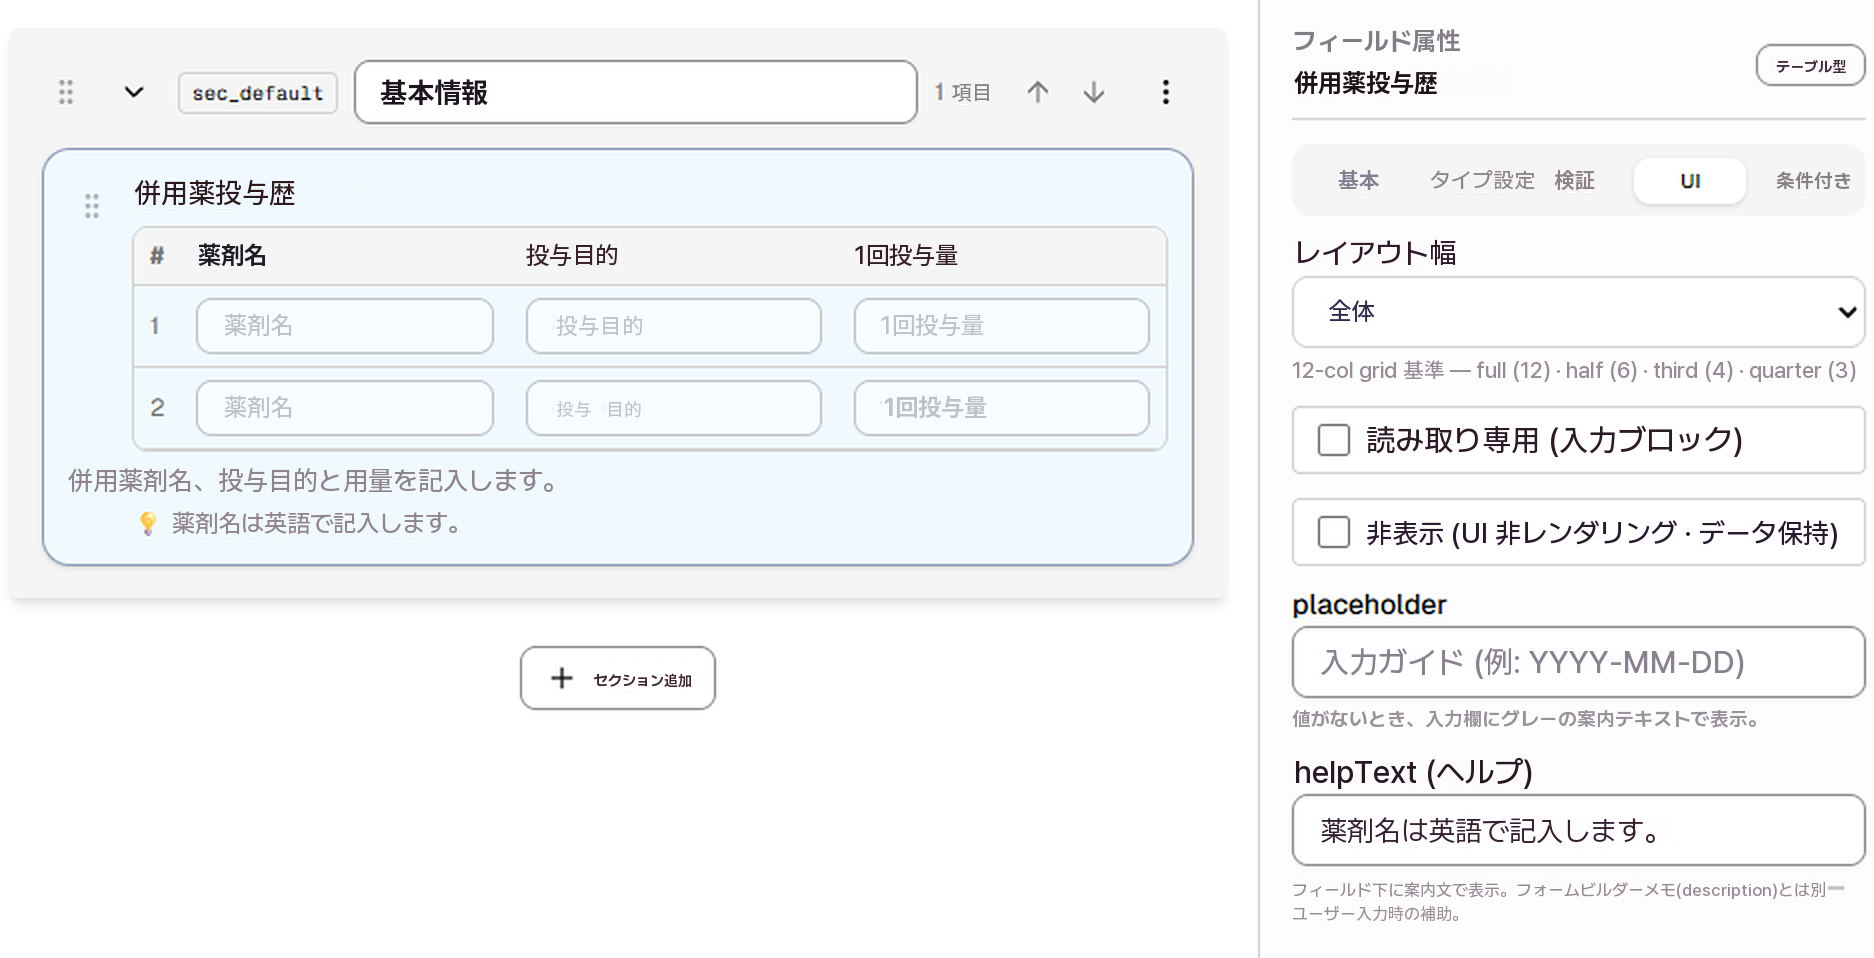 sec_default 基本情報 1 項目
併用薬投与歴
# 薬剤名 投与目的 1回投与量
1 薬剤名 投与目的 1回投与量
2 薬剤名 投与 目的 1回投与量
併用薬剤名、投与目的と用量を記入します。
💡 薬剤名は英語で記入します。
+ セクション追加
フィールド属性
併用薬投与歴
テーブル型
基本 タイプ設定 検証 UI 条件付き
レイアウト幅
全体
12-col grid 基準 — full (12) · half (6) · third (4) · quarter (3)
読み取り専用 (入力ブロック)
非表示 (UI 非レンダリング · データ保持)
placeholder
入力ガイド (例: YYYY-MM-DD)
値がないとき、入力欄にグレーの案内テキストで表示。
helpText (ヘルプ)
薬剤名は英語で記入します。
フィールド下に案内文で表示。フォームビルダーメモ(description)とは別ー
ユーザー入力時の補助。